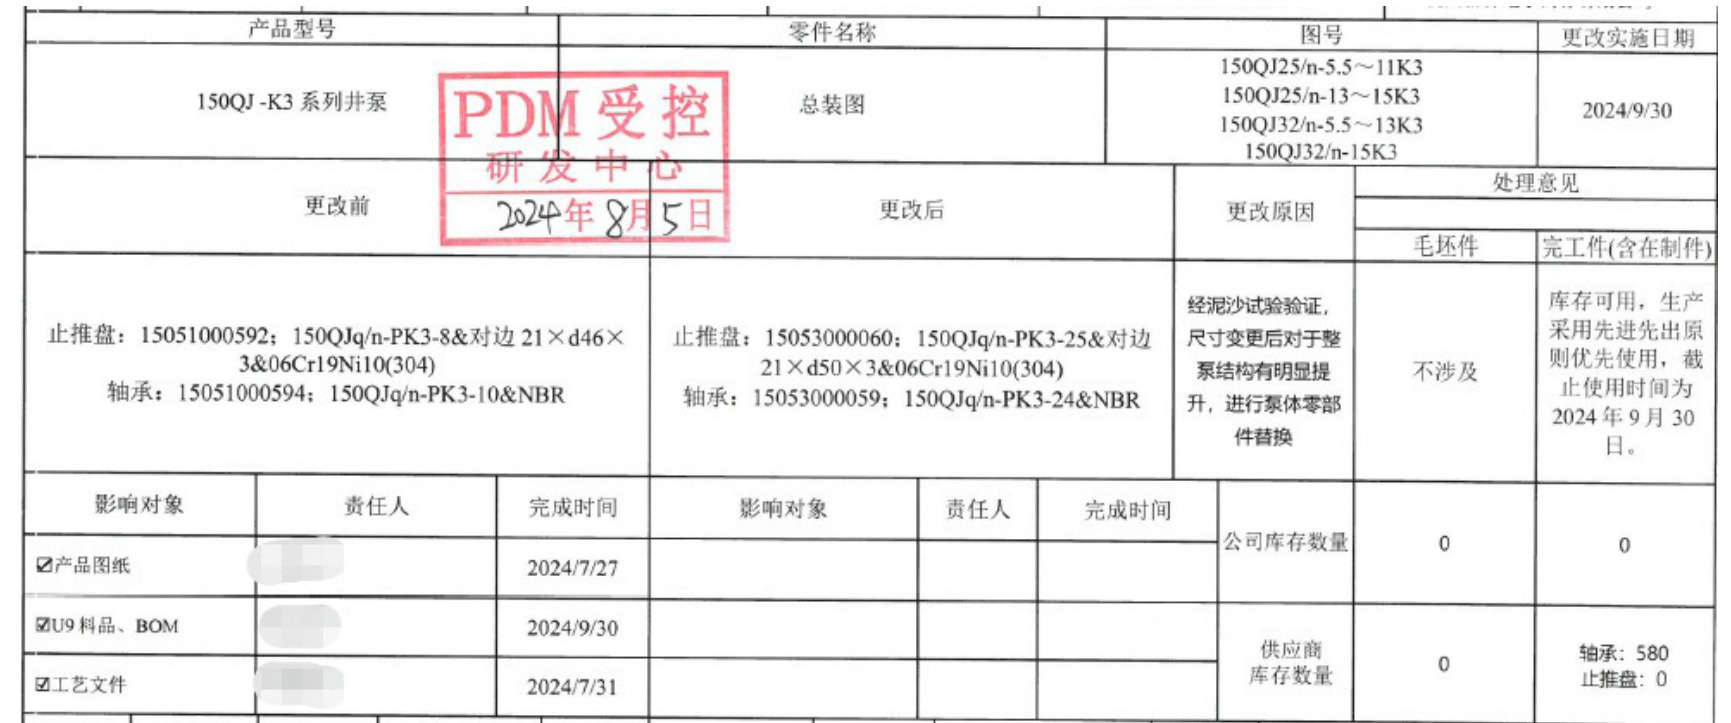 产品型号
零件名称
图号
更改实施日期
150QJ -K3 系列井泵
总装图
150QJ25/n-5.5～11K3
150QJ25/n-13～15K3
150QJ32/n-5.5～13K3
150QJ32/n-15K3
2024/9/30
PDM 受控
研发中心
2024年8月5日
更改前
更改后
更改原因
处理意见
毛坯件
完工件(含在制件)
止推盘：15051000592；150QJq/n-PK3-8&对边 21×d46×
3&06Cr19Ni10(304)
轴承：15051000594；150QJq/n-PK3-10&NBR
止推盘：15053000060；150QJq/n-PK3-25&对边
21×d50×3&06Cr19Ni10(304)
轴承：15053000059；150QJq/n-PK3-24&NBR
经泥沙试验验证，
尺寸变更后对于整
泵结构有明显提
升，进行泵体零部
件替换
不涉及
库存可用，生产
采用先进先出原
则优先使用，截
止使用时间为
2024 年 9 月 30
日。
影响对象
责任人
完成时间
影响对象
责任人
完成时间
公司库存数量
0
0
☑产品图纸
2024/7/27
☑U9 料品、BOM
2024/9/30
供应商
库存数量
0
轴承：580
止推盘：0
☑工艺文件
2024/7/31